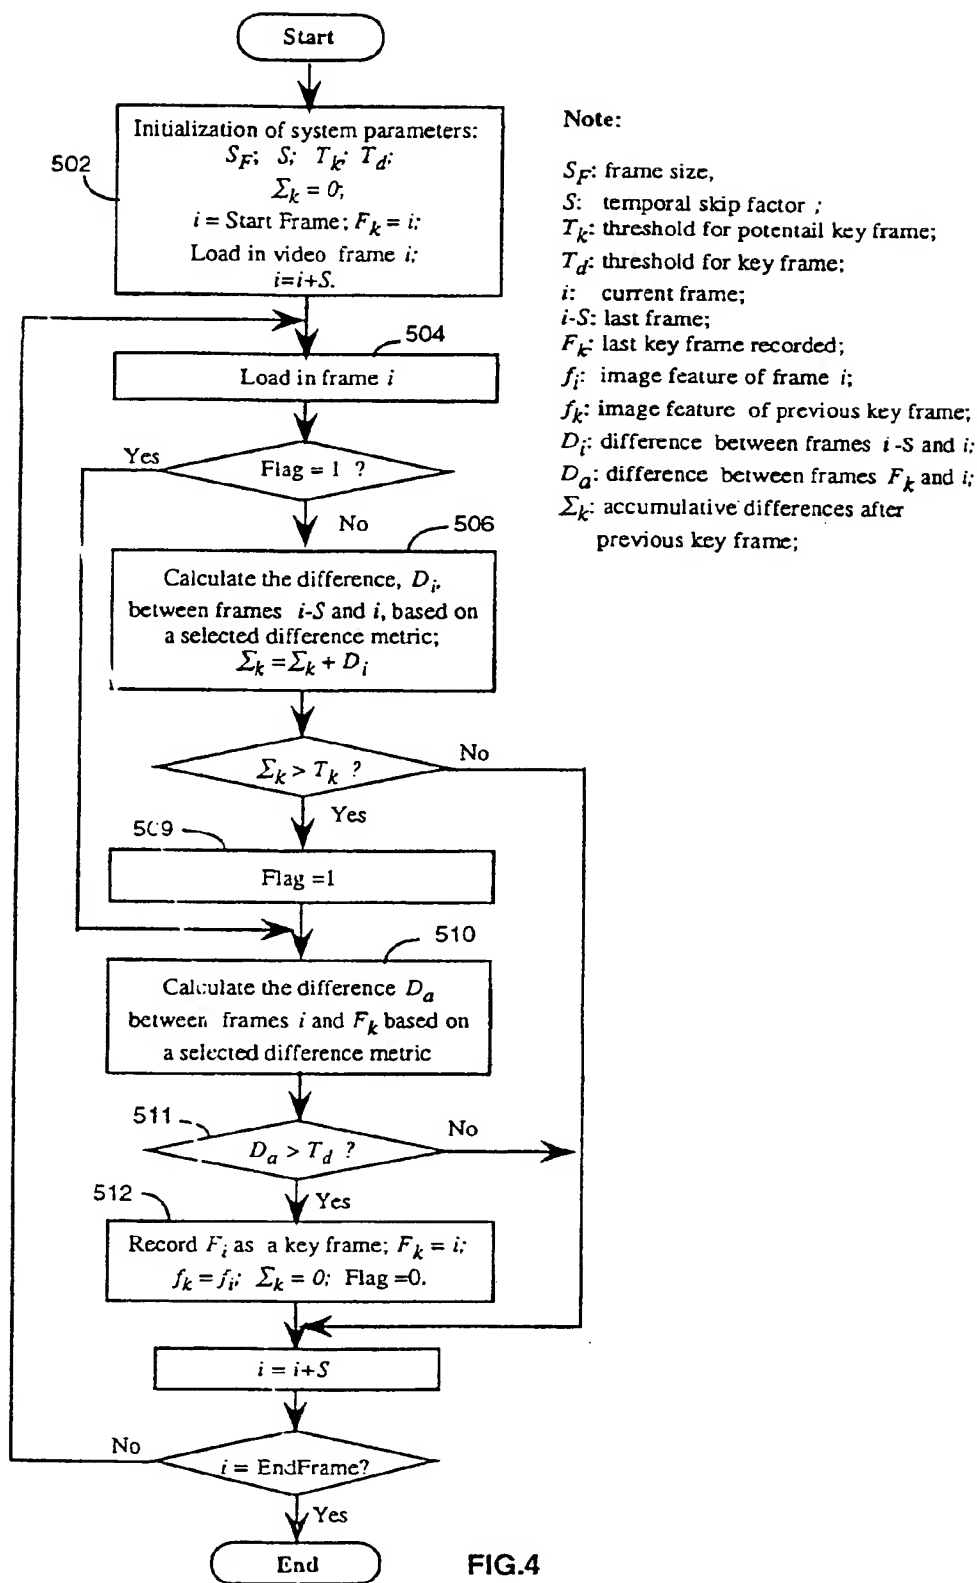 Start
Initialization of system parameters:
S_F; S; T_k; T_d;
Σ_k = 0;
i = Start Frame; F_k = i;
Load in video frame i;
i=i+S.
502
504
Load in frame i
Yes
Flag = 1 ?
No
506
Calculate the difference, D_i,
between frames i-S and i, based on
a selected difference metric;
Σ_k = Σ_k + D_i
Σ_k > T_k ?
No
Yes
509
Flag =1
510
Calculate the difference D_a
between frames i and F_k based on
a selected difference metric
511
D_a > T_d ?
No
Yes
512
Record F_i as a key frame; F_k = i;
f_k = f_i; Σ_k = 0; Flag =0.
i = i+S
No
i = EndFrame?
Yes
End
FIG.4
Note:
S_F: frame size,
S: temporal skip factor ;
T_k: threshold for potentail key frame;
T_d: threshold for key frame;
i: current frame;
i-S: last frame;
F_k: last key frame recorded;
f_i: image feature of frame i;
f_k: image feature of previous key frame;
D_i: difference between frames i -S and i;
D_a: difference between frames F_k and i;
Σ_k: accumulative differences after
previous key frame;